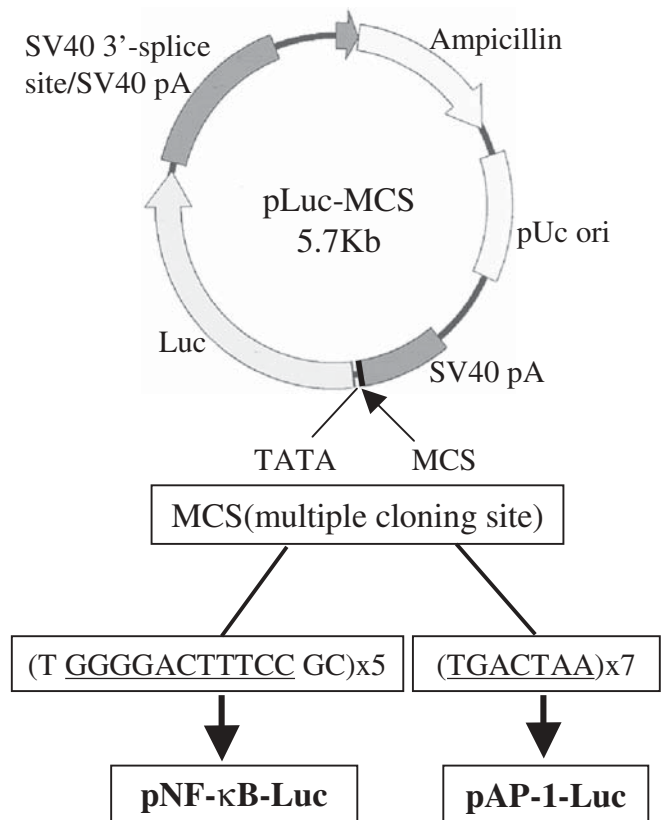 SV40 3'-splice
site/SV40 pA
Ampicillin
pLuc-MCS
5.7Kb
pUc ori
Luc
SV40 pA
TATA
MCS
MCS(multiple cloning site)
(T GGGGACTTTCC GC)x5
(TGACTAA)x7
pNF-κB-Luc
pAP-1-Luc